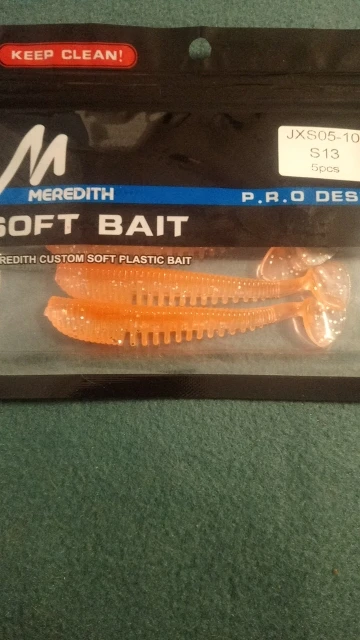 KEEP CLEAN!
JXS05-10
S13
5pcs
MEREDITH
P.R.O DES
SOFT BAIT
REDITH CUSTOM SOFT PLASTIC BAIT